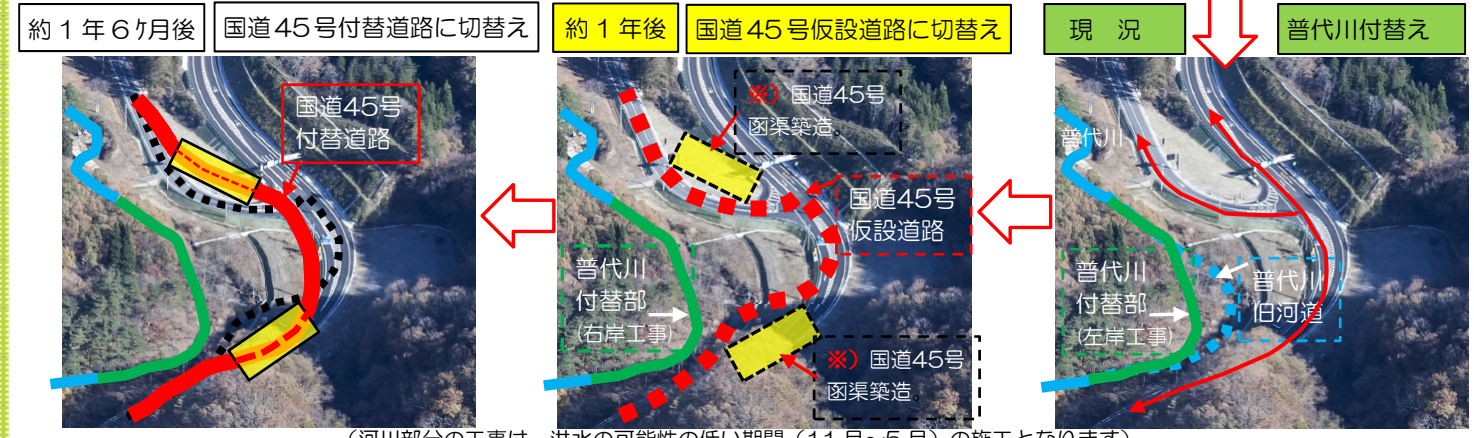 約1年6ケ月後
国道45号付替道路に切替え
約1年後
国道45号仮設道路に切替え
現 況
普代川付替え
国道45号
付替道路
※)国道45号
函渠築造。
国道45号
仮設道路
普代川
付替部
(右岸工事)
※)国道45号
函渠築造。
普代川
普代川
付替部
(左岸工事)
普代川
旧河道
(河川部分の工事は、洪水の可能性の低い期間(11月~5月)の施工となります)